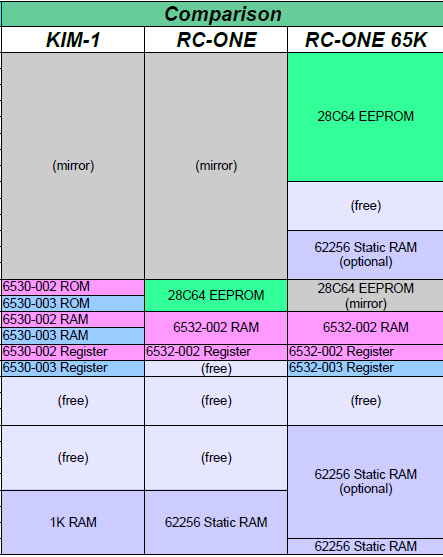 Comparison
KIM-1 RC-ONE RC-ONE 65K
28C64 EEPROM
(mirror) (mirror)
(free)
62256 Static RAM
(optional)
6530-002 ROM 28C64 EEPROM 28C64 EEPROM
6530-003 ROM (mirror)
6530-002 RAM 6532-002 RAM 6532-002 RAM
6530-003 RAM
6530-002 Register 6532-002 Register 6532-002 Register
6530-003 Register (free) 6532-003 Register
(free) (free) (free)
(free) (free) 62256 Static RAM
(optional)
1K RAM 62256 Static RAM
62256 Static RAM